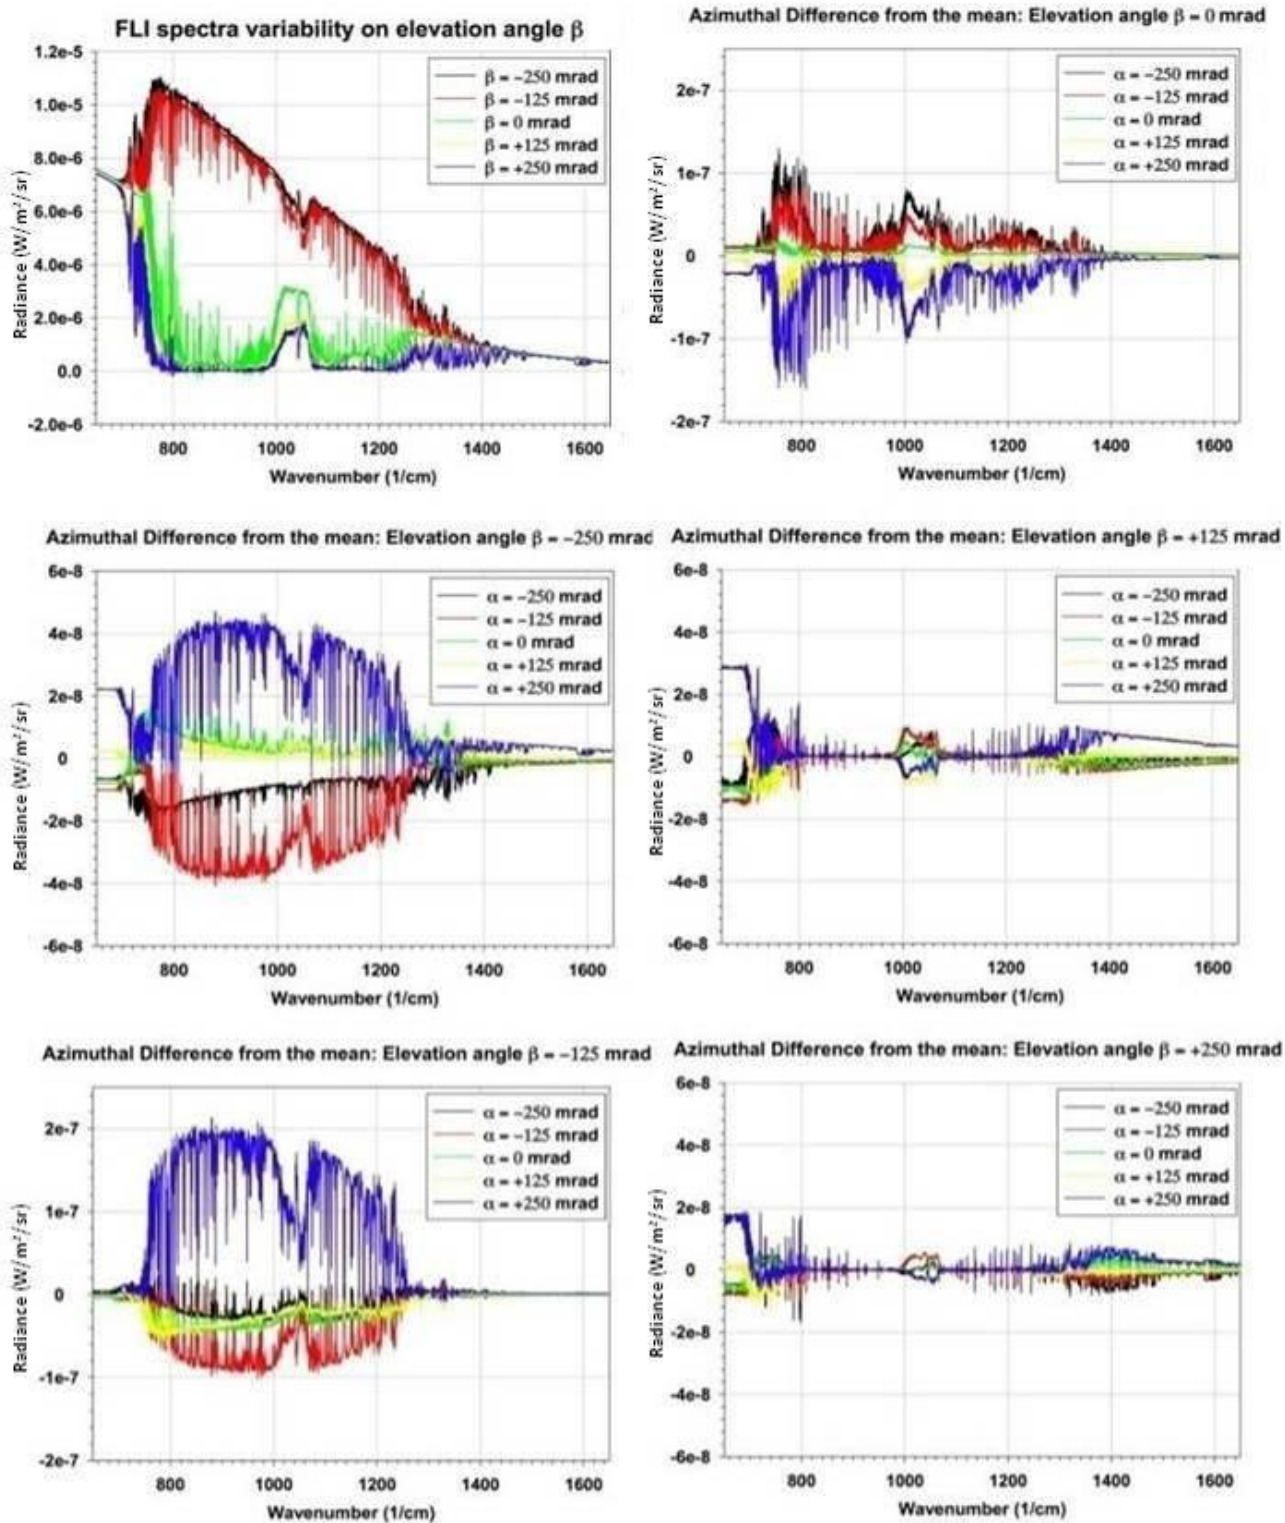 FLI spectra variability on elevation angle β
1.2e-5
1.0e-5
8.0e-6
6.0e-6
4.0e-6
2.0e-6
0.0
-2.0e-6
Radiance (W/m²/sr)
β = −250 mrad
β = −125 mrad
β = 0 mrad
β = +125 mrad
β = +250 mrad
800 1000 1200 1400 1600
Wavenumber (1/cm)
Azimuthal Difference from the mean: Elevation angle β = 0 mrad
2e-7
1e-7
0
-1e-7
-2e-7
Radiance (W/m²/sr)
α = −250 mrad
α = −125 mrad
α = 0 mrad
α = +125 mrad
α = +250 mrad
800 1000 1200 1400 1600
Wavenumber (1/cm)
Azimuthal Difference from the mean: Elevation angle β = −250 mrad
6e-8
4e-8
2e-8
0
-2e-8
-4e-8
-6e-8
Radiance (W/m²/sr)
α = −250 mrad
α = −125 mrad
α = 0 mrad
α = +125 mrad
α = +250 mrad
800 1000 1200 1400 1600
Wavenumber (1/cm)
Azimuthal Difference from the mean: Elevation angle β = +125 mrad
6e-8
4e-8
2e-8
0
-2e-8
-4e-8
-6e-8
Radiance (W/m²/sr)
α = −250 mrad
α = −125 mrad
α = 0 mrad
α = +125 mrad
α = +250 mrad
800 1000 1200 1400 1600
Wavenumber (1/cm)
Azimuthal Difference from the mean: Elevation angle β = −125 mrad
2e-7
1e-7
0
-1e-7
-2e-7
Radiance (W/m²/sr)
α = −250 mrad
α = −125 mrad
α = 0 mrad
α = +125 mrad
α = +250 mrad
800 1000 1200 1400 1600
Wavenumber (1/cm)
Azimuthal Difference from the mean: Elevation angle β = +250 mrad
6e-8
4e-8
2e-8
0
-2e-8
-4e-8
-6e-8
Radiance (W/m²/sr)
α = −250 mrad
α = −125 mrad
α = 0 mrad
α = +125 mrad
α = +250 mrad
800 1000 1200 1400 1600
Wavenumber (1/cm)